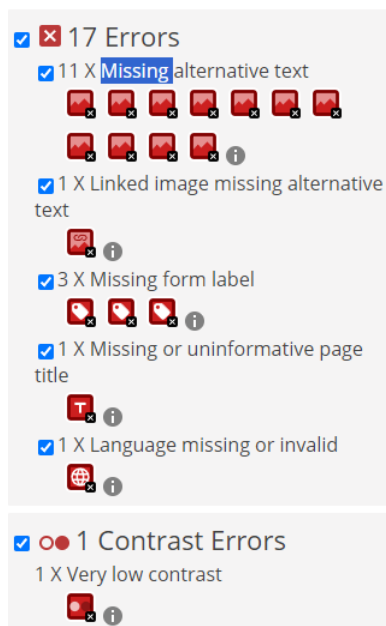 17 Errors
11 X Missing alternative text
1 X Linked image missing alternative
text
3 X Missing form label
1 X Missing or uninformative page
title
1 X Language missing or invalid
1 Contrast Errors
1 X Very low contrast